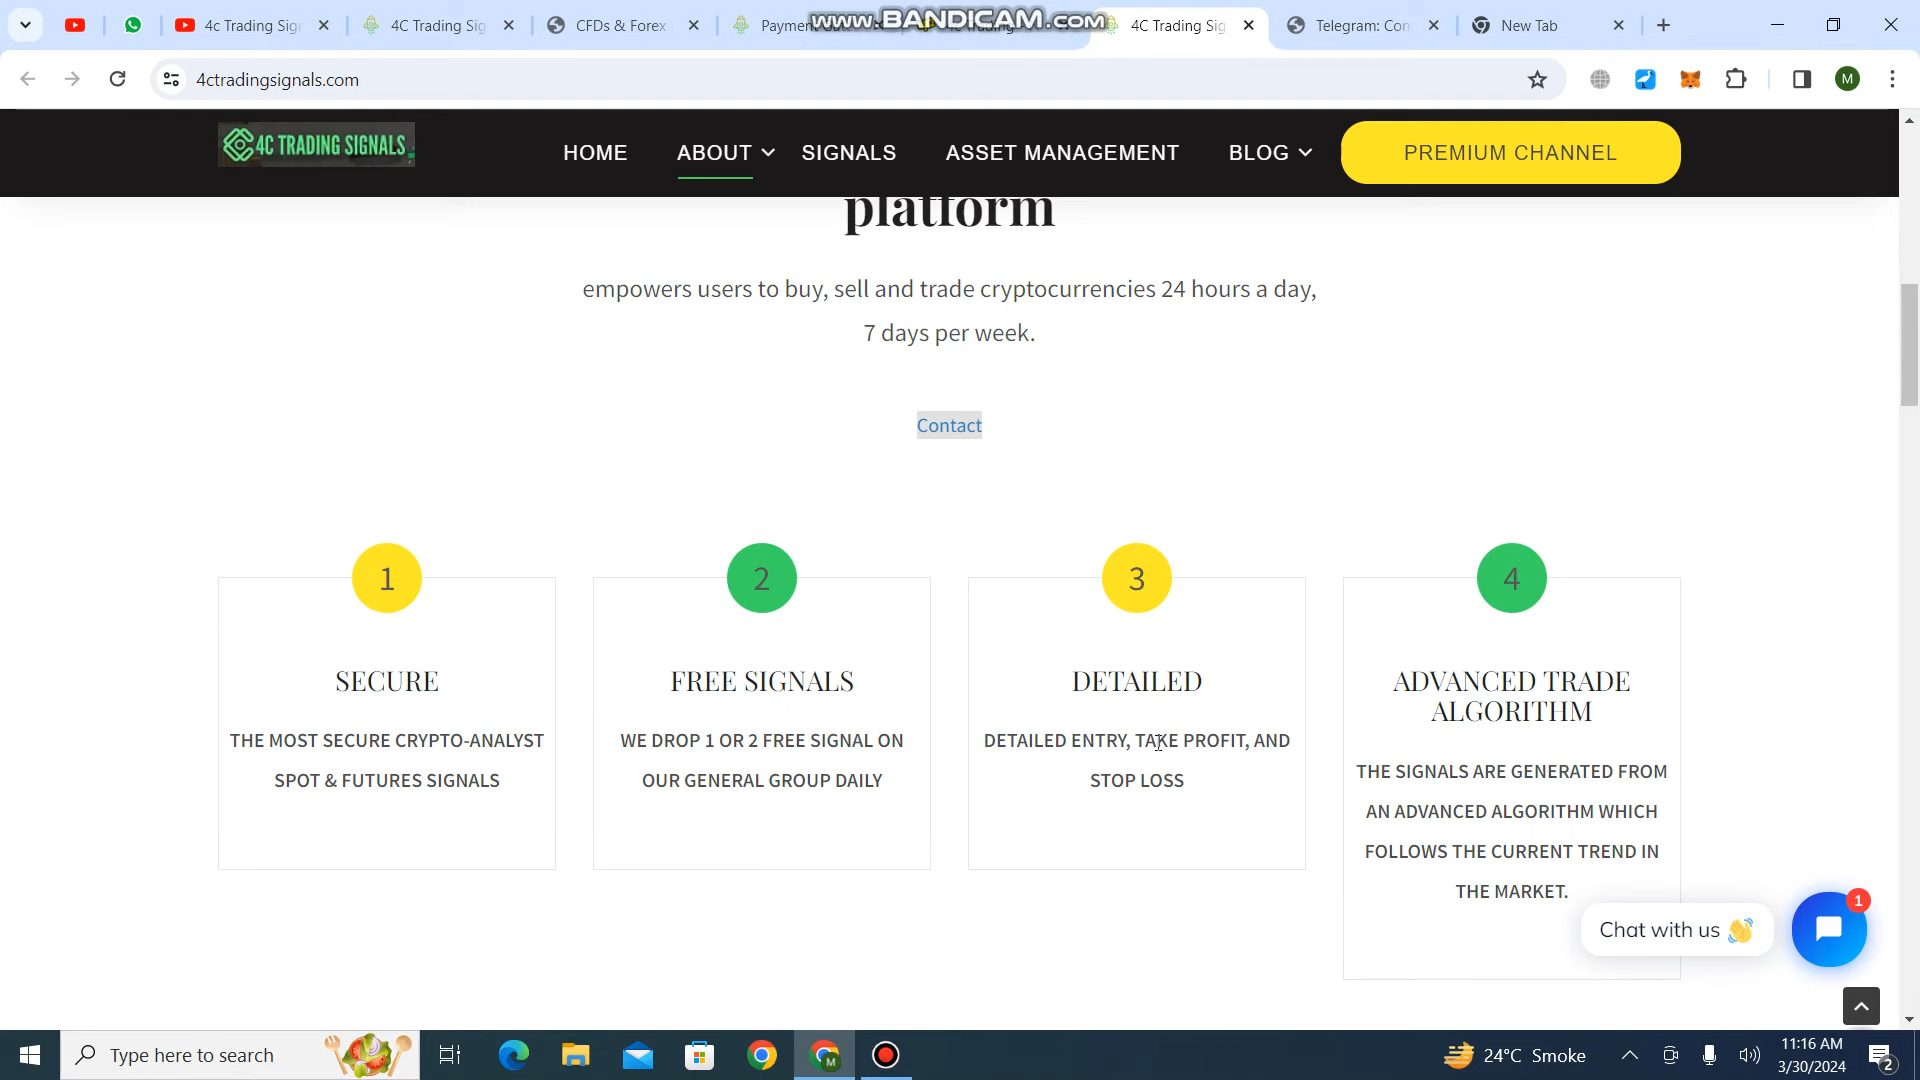 www.BANDICAM.com
4c Trading Sig
4C Trading Sig
CFDs & Forex
Payment
4C Trading Sig
Telegram: Con
New Tab
4ctradingsignals.com
M
4C TRADING SIGNALS
HOME
ABOUT
SIGNALS
ASSET MANAGEMENT
BLOG
PREMIUM CHANNEL
platform
empowers users to buy, sell and trade cryptocurrencies 24 hours a day,
7 days per week.
Contact
1
2
3
4
SECURE
THE MOST SECURE CRYPTO-ANALYST
SPOT & FUTURES SIGNALS
FREE SIGNALS
WE DROP 1 OR 2 FREE SIGNAL ON
OUR GENERAL GROUP DAILY
DETAILED
DETAILED ENTRY, TAKE PROFIT, AND
STOP LOSS
ADVANCED TRADE
ALGORITHM
THE SIGNALS ARE GENERATED FROM
AN ADVANCED ALGORITHM WHICH
FOLLOWS THE CURRENT TREND IN
THE MARKET.
Chat with us
1
Type here to search
M
24°C Smoke
11:16 AM
3/30/2024
2